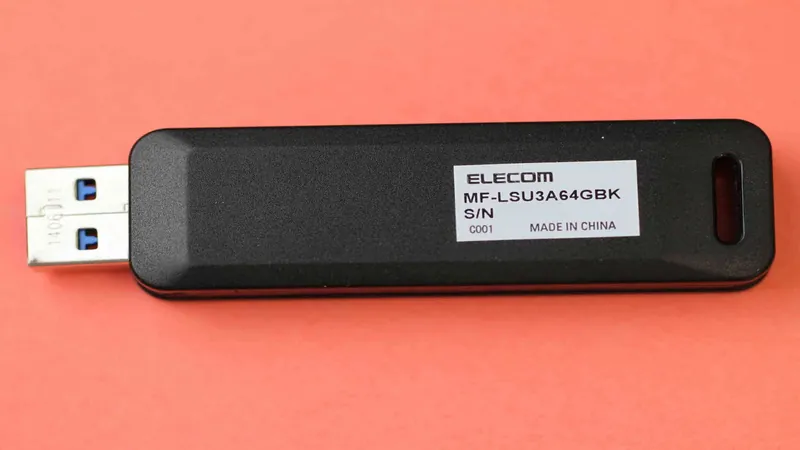 ELECOM
MF-LSU3A64GBK
S/N
C001 MADE IN CHINA